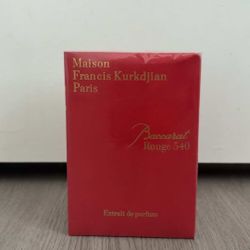 Maison
Francis Kurkdjian
Paris
Baccarat
Rouge 540
Extrait de parfum